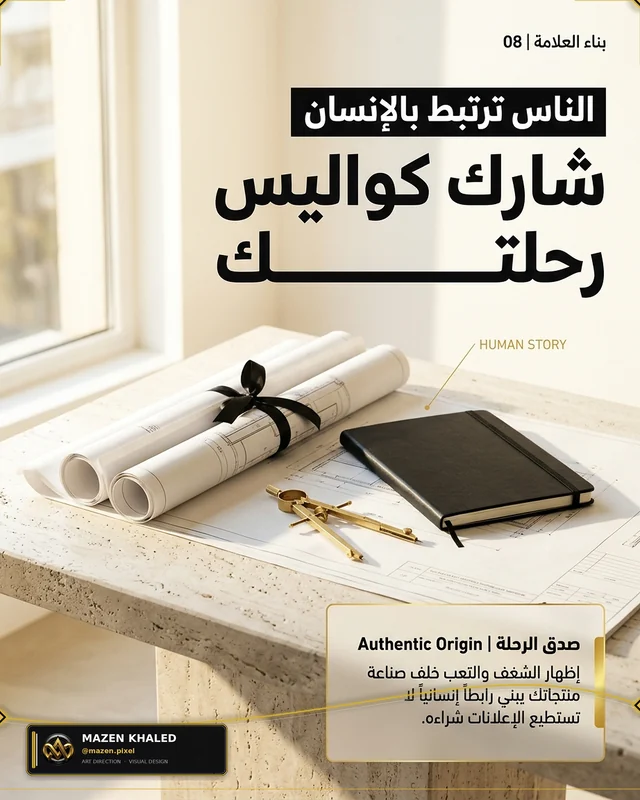 بناء العلامة | 08
الناس ترتبط بالإنسان
شارك كواليس
رحلتـــــــــك
HUMAN STORY
صدق الرحلة | Authentic Origin
إظهار الشغف والتعب خلف صناعة
منتجاتك يبني رابطاً إنسانياً لا
تستطيع الإعلانات شراءه.
MAZEN KHALED
@mazen.pixel
ART DIRECTION · VISUAL DESIGN